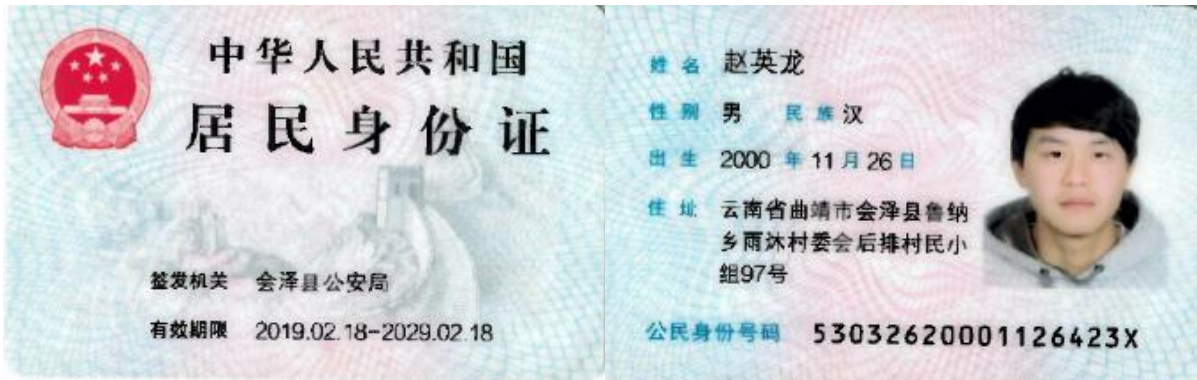 中华人民共和国
居民身份证
签发机关 会泽县公安局
有效期限 2019.02.18-2029.02.18
姓名 赵英龙
性别 男 民族 汉
出生 2000 年 11 月 26 日
住址 云南省曲靖市会泽县鲁纳
乡雨沐村委会后排村民小
组97号
公民身份号码 53032620001126423X